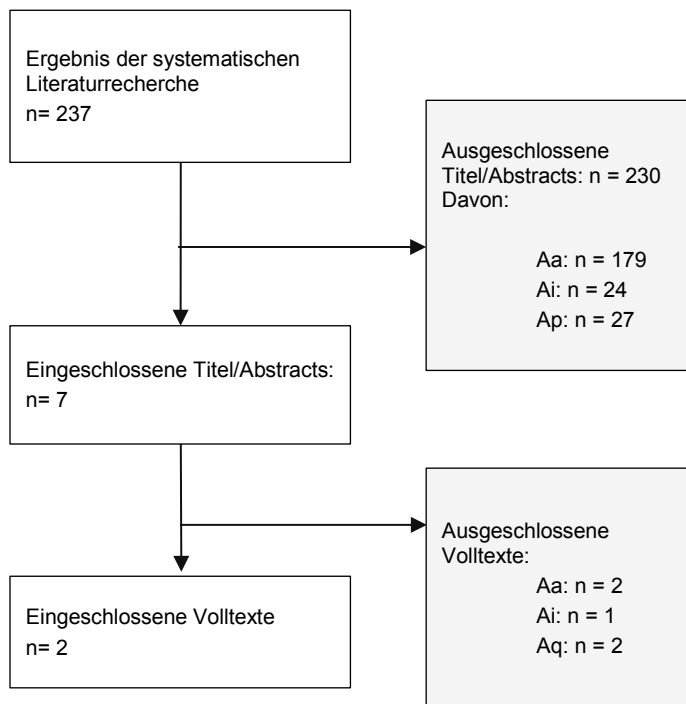 Ergebnis der systematischen
Literaturrecherche
n= 237
Ausgeschlossene
Titel/Abstracts: n = 230
Davon:
Aa: n = 179
Ai: n = 24
Ap: n = 27
Eingeschlossene Titel/Abstracts:
n= 7
Ausgeschlossene
Volltexte:
Aa: n = 2
Ai: n = 1
Aq: n = 2
Eingeschlossene Volltexte
n= 2